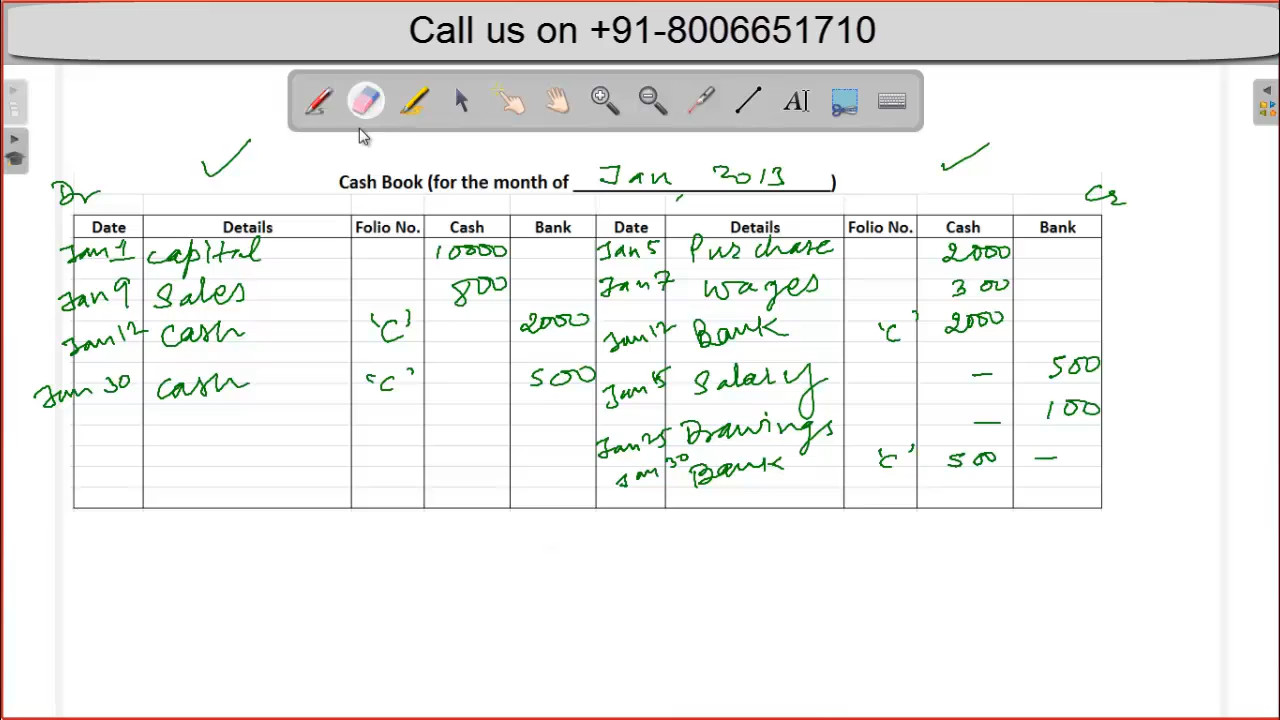 Call us on +91-8006651710
Cash Book (for the month of Jan 2013)
Dr Cr
Date Details Folio No. Cash Bank Date Details Folio No. Cash Bank
Jan 1 capital 10000 Jan 5 Purchase 2000
Jan 9 Sales 800 Jan 7 wages 300
Jan 12 cash 'C' 2000 Jan 12 Bank 'C' 2000
Jan 30 cash "C" 500 Jan 15 Salary — 500
Jan 25 Drawings — 100
Jan 30 Bank 'C' 500 —